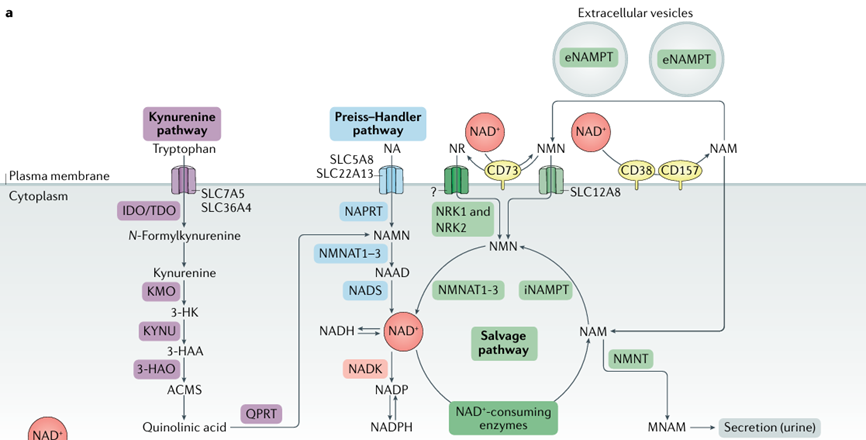 a
Extracellular vesicles
eNAMPT
eNAMPT
Kynurenine
pathway
Preiss–Handler
pathway
NAD+
NAD+
Tryptophan
NA
NR
NMN
NAM
SLC5A8
SLC22A13
CD73
CD38
CD157
Plasma membrane
Cytoplasm
SLC7A5
SLC36A4
?
SLC12A8
IDO/TDO
NAPRT
NRK1 and
NRK2
N-Formylkynurenine
NAMN
NMN
NMNAT1–3
Kynurenine
NAAD
KMO
NADS
NMNAT1-3
iNAMPT
3-HK
KYNU
NADH
NAD+
Salvage
pathway
NAM
3-HAA
3-HAO
NADK
NMNT
ACMS
NADP
QPRT
NAD+-consuming
enzymes
Quinolinic acid
NADPH
MNAM
Secretion (urine)
NAD+